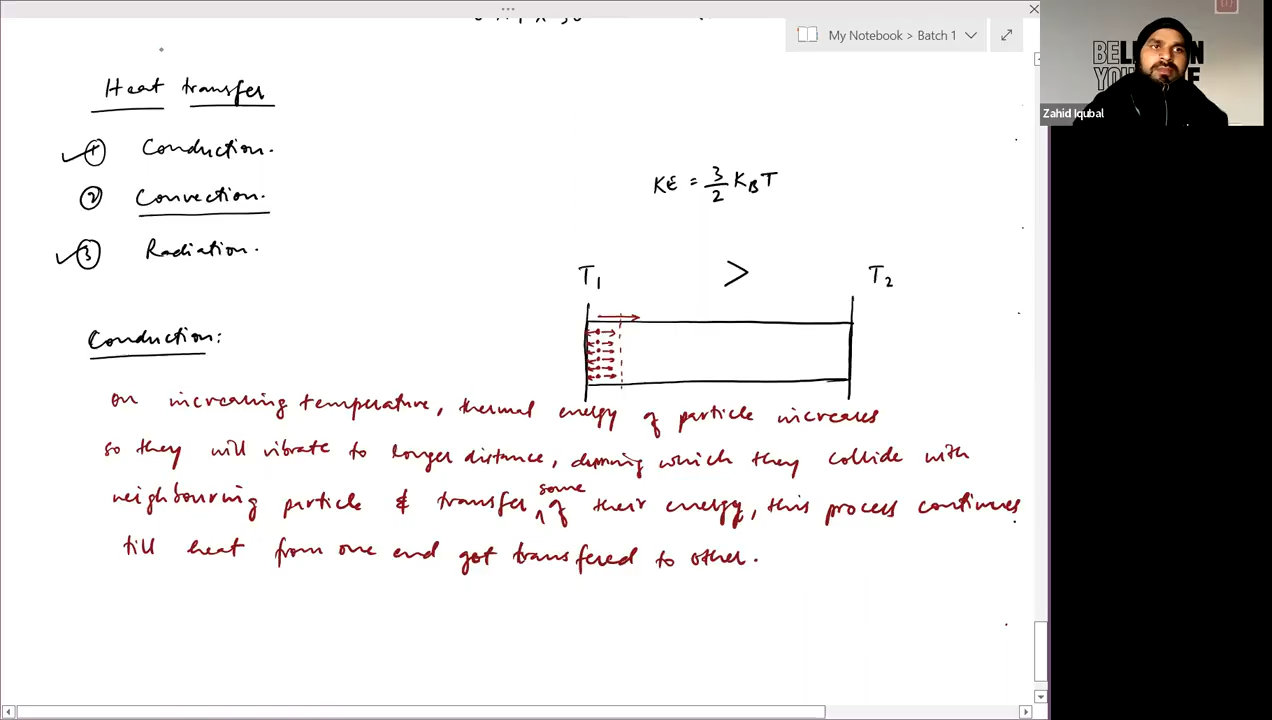 My Notebook > Batch 1
Zahid Iqubal
Heat transfer
1 Conduction.
2 Convection.
3 Radiation.
KE = 3/2 KBT
T1 > T2
Conduction:
on increasing temperature, thermal energy of particle increases
so they will vibrate to longer distance, during which they collide with
neighbouring particle & transfer some of their energy, this process continues
till heat from one end got transfered to other.